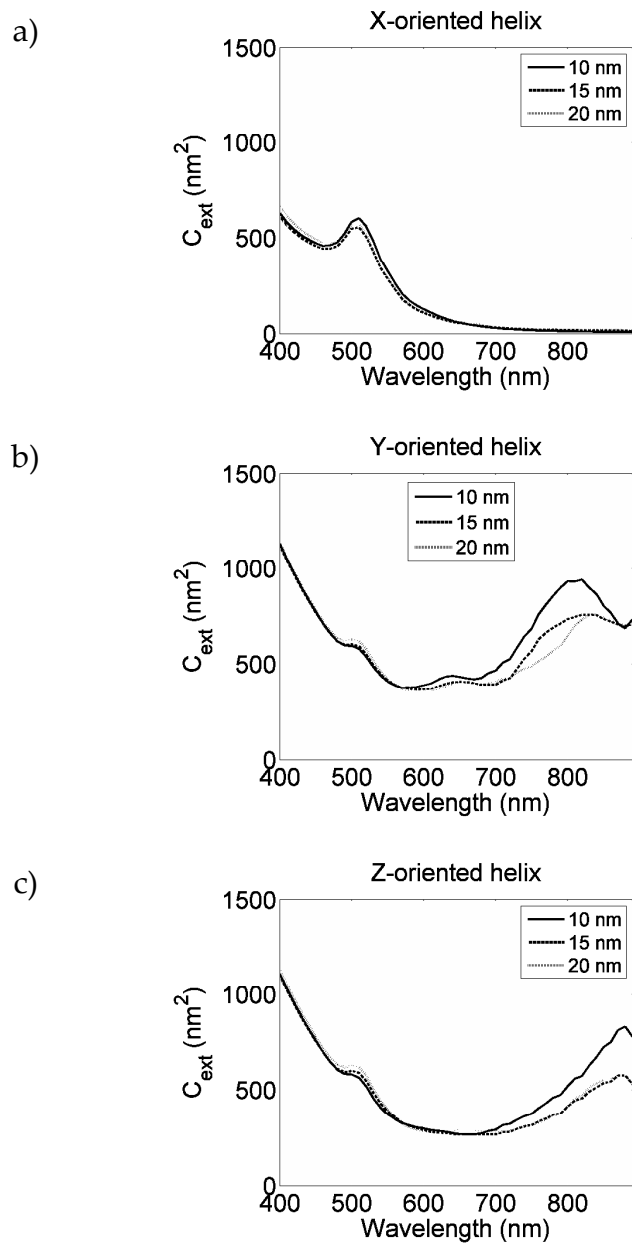 a)
X-oriented helix
1500
1000
500
0
C_ext (nm²)
10 nm
15 nm
20 nm
400 500 600 700 800
Wavelength (nm)
b)
Y-oriented helix
1500
1000
500
0
C_ext (nm²)
10 nm
15 nm
20 nm
400 500 600 700 800
Wavelength (nm)
c)
Z-oriented helix
1500
1000
500
0
C_ext (nm²)
10 nm
15 nm
20 nm
400 500 600 700 800
Wavelength (nm)